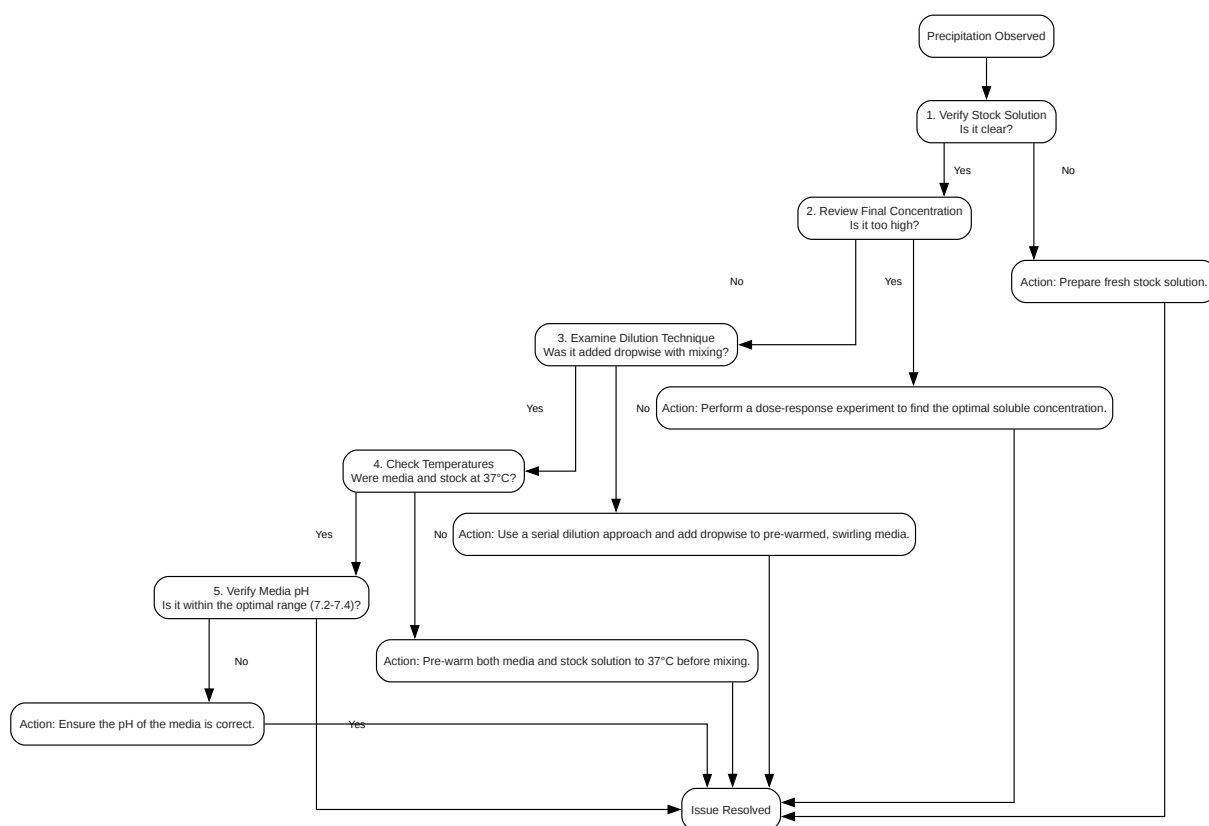 Precipitation Observed
1. Verify Stock Solution
Is it clear?
Yes
No
2. Review Final Concentration
Is it too high?
No
Yes
Action: Prepare fresh stock solution.
3. Examine Dilution Technique
Was it added dropwise with mixing?
Yes
No
Action: Perform a dose-response experiment to find the optimal soluble concentration.
4. Check Temperatures
Were media and stock at 37°C?
Yes
No
Action: Use a serial dilution approach and add dropwise to pre-warmed, swirling media.
5. Verify Media pH
Is it within the optimal range (7.2-7.4)?
No
Action: Pre-warm both media and stock solution to 37°C before mixing.
Action: Ensure the pH of the media is correct.
Yes
Issue Resolved